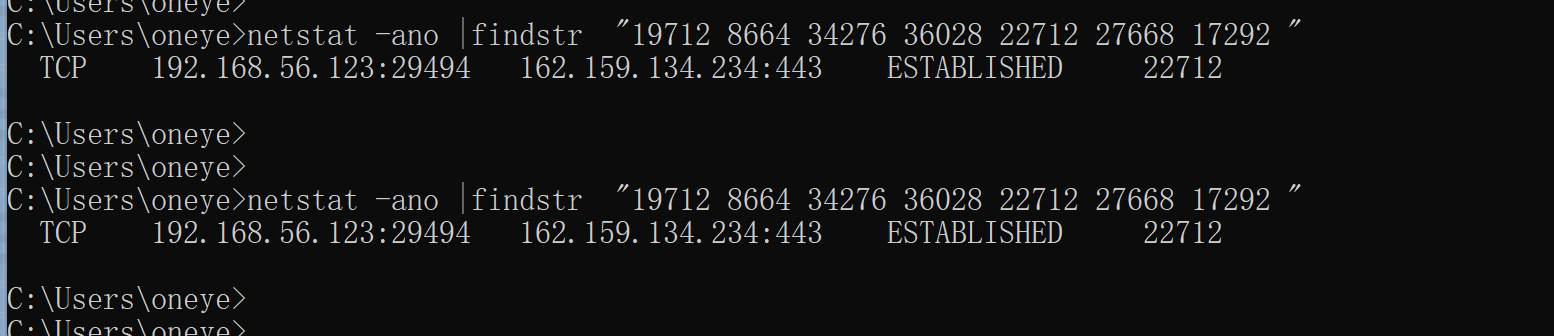 C:\Users\oneye>
C:\Users\oneye>netstat -ano |findstr  "19712 8664 34276 36028 22712 27668 17292 "
  TCP    192.168.56.123:29494   162.159.134.234:443    ESTABLISHED     22712
C:\Users\oneye>
C:\Users\oneye>
C:\Users\oneye>netstat -ano |findstr  "19712 8664 34276 36028 22712 27668 17292 "
  TCP    192.168.56.123:29494   162.159.134.234:443    ESTABLISHED     22712
C:\Users\oneye>
C:\Users\oneye>